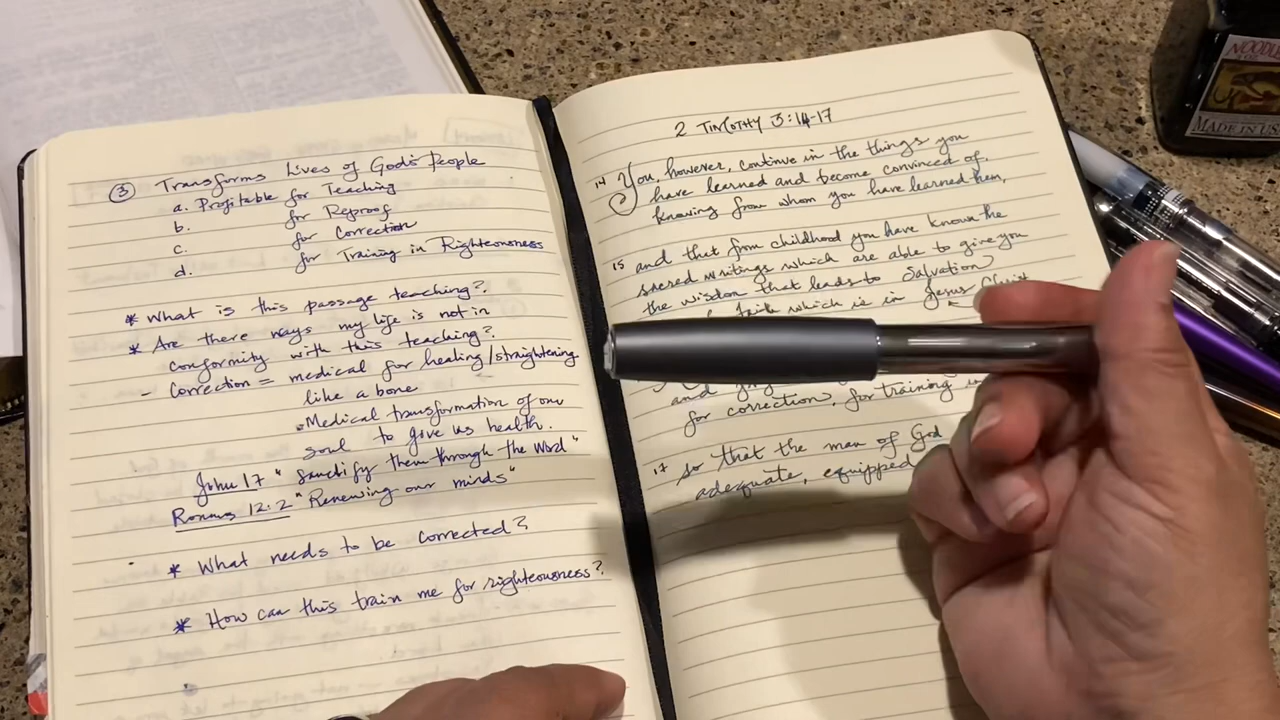 ③ Transforms Lives of God's People
a. Profitable for Teaching
b. for Reproof
c. for Correction
d. for Training in Righteousness
* What is this passage teaching?
* Are there ways my life is not in
conformity with this teaching?
- Correction = medical for healing/straightening
like a bone
. Medical transformation of our
soul to give us health.
John 17 "Sanctify them through the Word"
Romans 12:2 "Renewing our minds"
* What needs to be corrected?
* How can this train me for righteousness?
2 TIMOTHY 3:14-17
14 You, however, continue in the things you
have learned and become convinced of,
knowing from whom you have learned them,
15 and that from childhood you have known the
sacred writings which are able to give you
the wisdom that leads to Salvation
faith which is in Jesus Christ
and
for correction, for training in
17 so that the man of God
adequate, equipped
MADE IN US